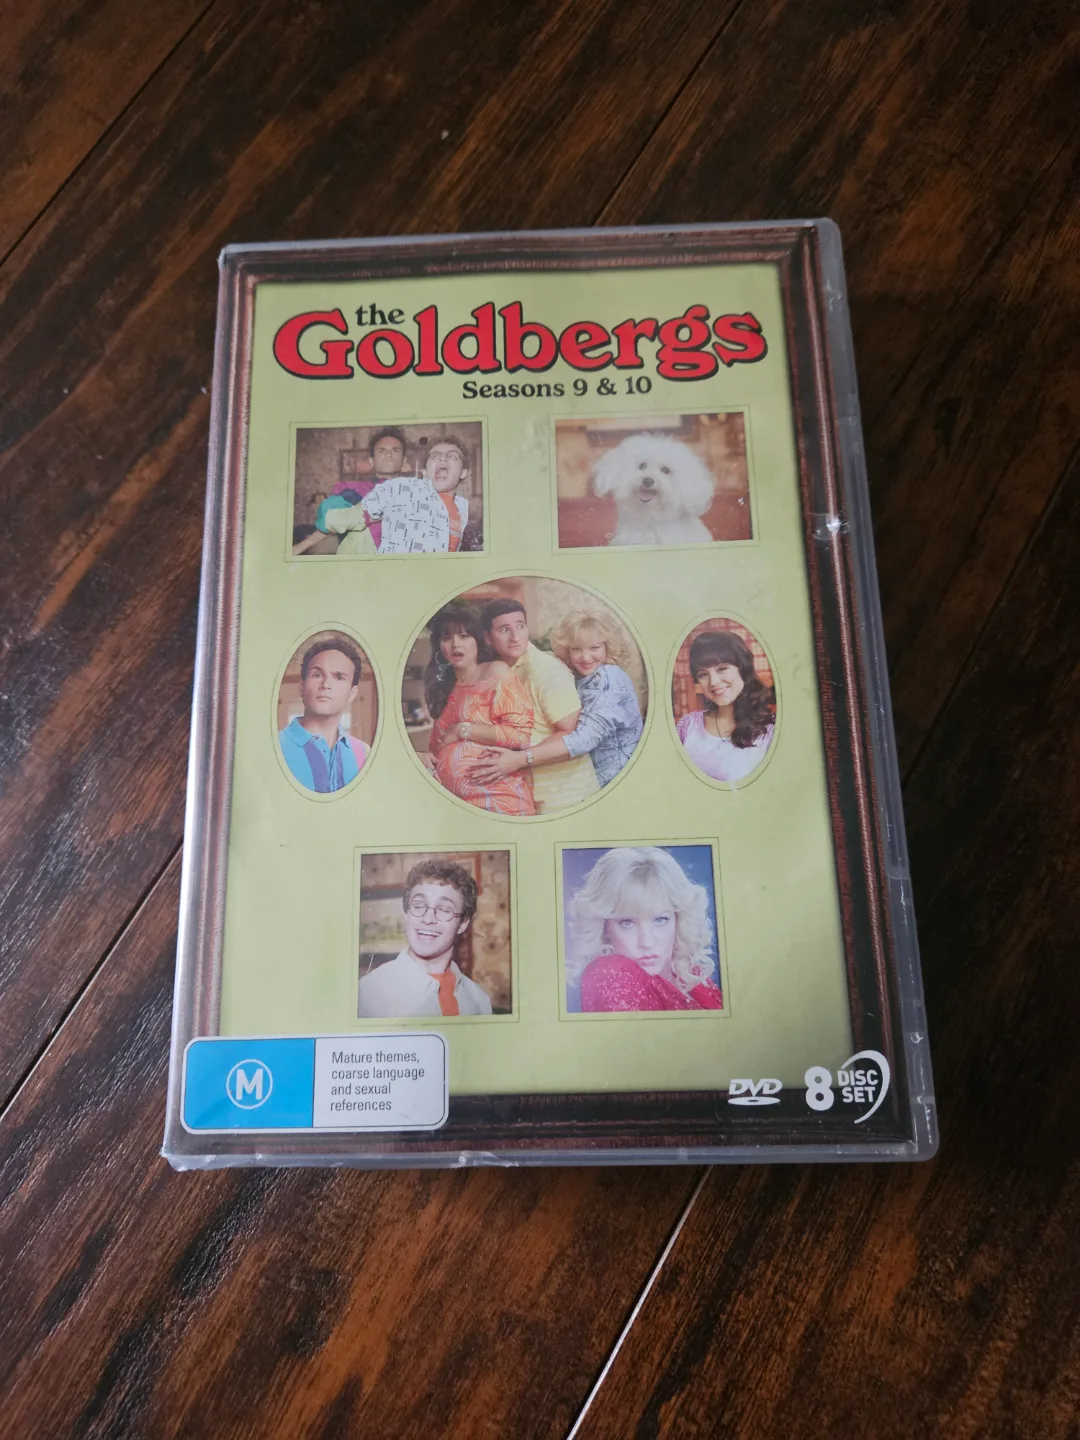 the
Goldbergs
Seasons 9 & 10
M
Mature themes,
coarse language
and sexual
references
DVD
8 DISC
SET